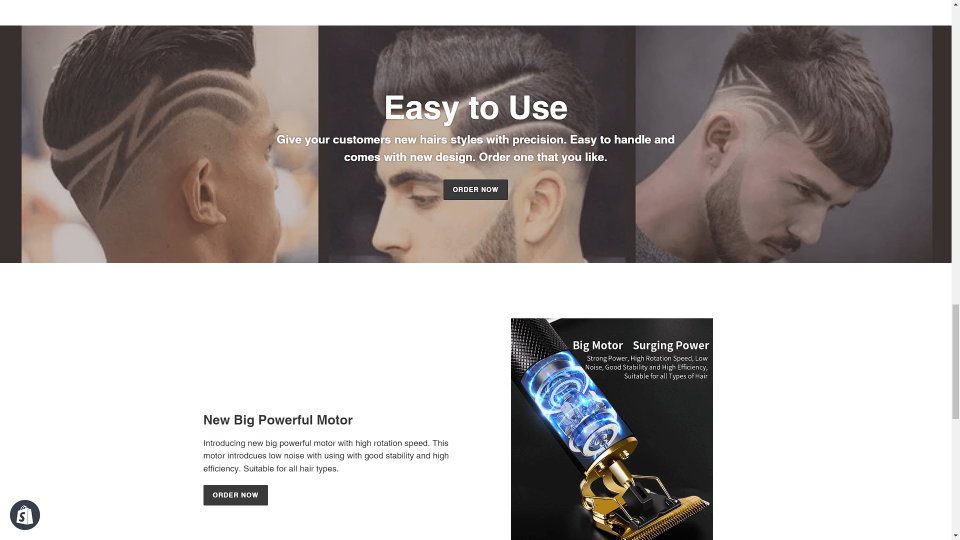 Easy to Use
Give your customers new hairs styles with precision. Easy to handle and
comes with new design. Order one that you like.
ORDER NOW
Big Motor Surging Power
Strong Power, High Rotation Speed, Low
Noise, Good Stability and High Efficiency,
Suitable for all Types of Hair
New Big Powerful Motor
Introducing new big powerful motor with high rotation speed. This
motor introdcues low noise with using with good stability and high
efficiency. Suitable for all hair types.
ORDER NOW